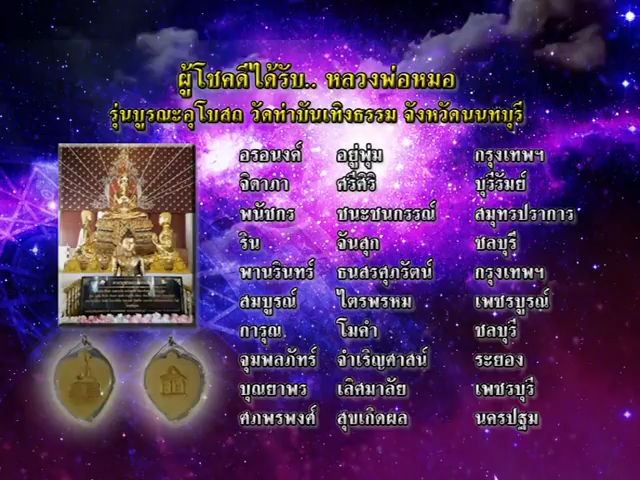 ผู้โชคดีได้รับ.. หลวงพ่อหมอ
รุ่นบูรณะอุโบสถ วัดท่าบันเทิงธรรม จังหวัดนนทบุรี
อรอนงค์ อยู่พุ่ม กรุงเทพฯ
จิดาภา ศรีศิริ บุรีรัมย์
พนัชกร ชนะชนกรรณ์ สมุทรปราการ
ริน จันสุก ชลบุรี
พานรินทร์ ธนสรศุภรัตน์ กรุงเทพฯ
สมบูรณ์ ไตรพรหม เพชรบูรณ์
การุณ โมคำ ชลบุรี
จุมพลภัทร์ จำเริญศาสน์ ระยอง
บุณยาพร เลิศมาลัย เพชรบุรี
ศภพรพงศ์ สุขเกิดผล นครปฐม